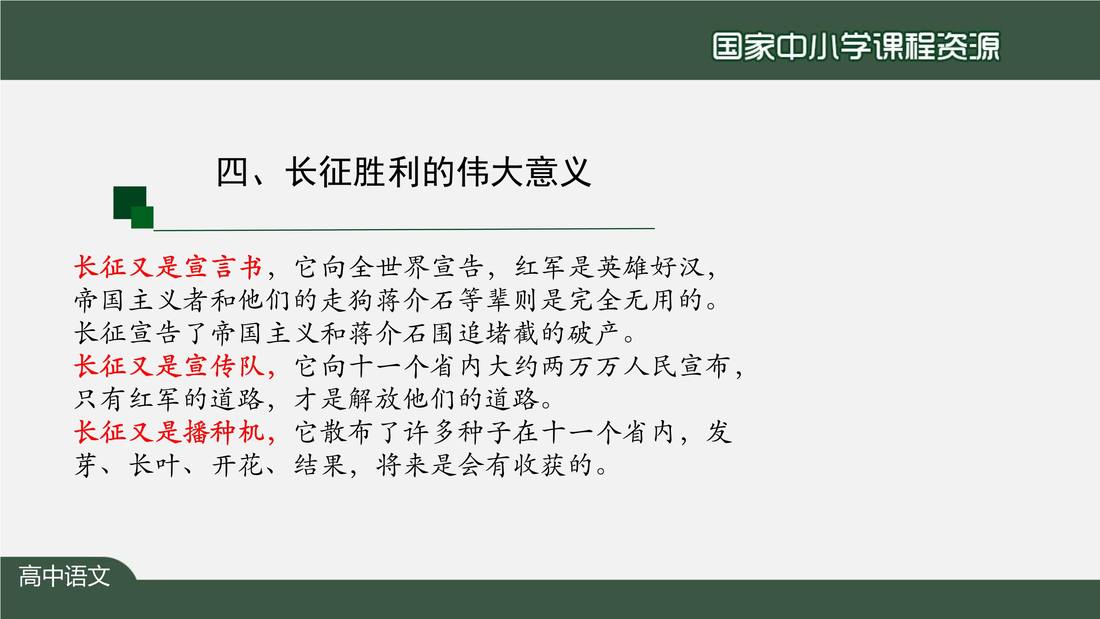 国家中小学课程资源
四、长征胜利的伟大意义
长征又是宣言书，它向全世界宣告，红军是英雄好汉，
帝国主义者和他们的走狗蒋介石等辈则是完全无用的。
长征宣告了帝国主义和蒋介石围追堵截的破产。
长征又是宣传队，它向十一个省内大约两万万人民宣布，
只有红军的道路，才是解放他们的道路。
长征又是播种机，它散布了许多种子在十一个省内，发
芽、长叶、开花、结果，将来是会有收获的。
高中语文